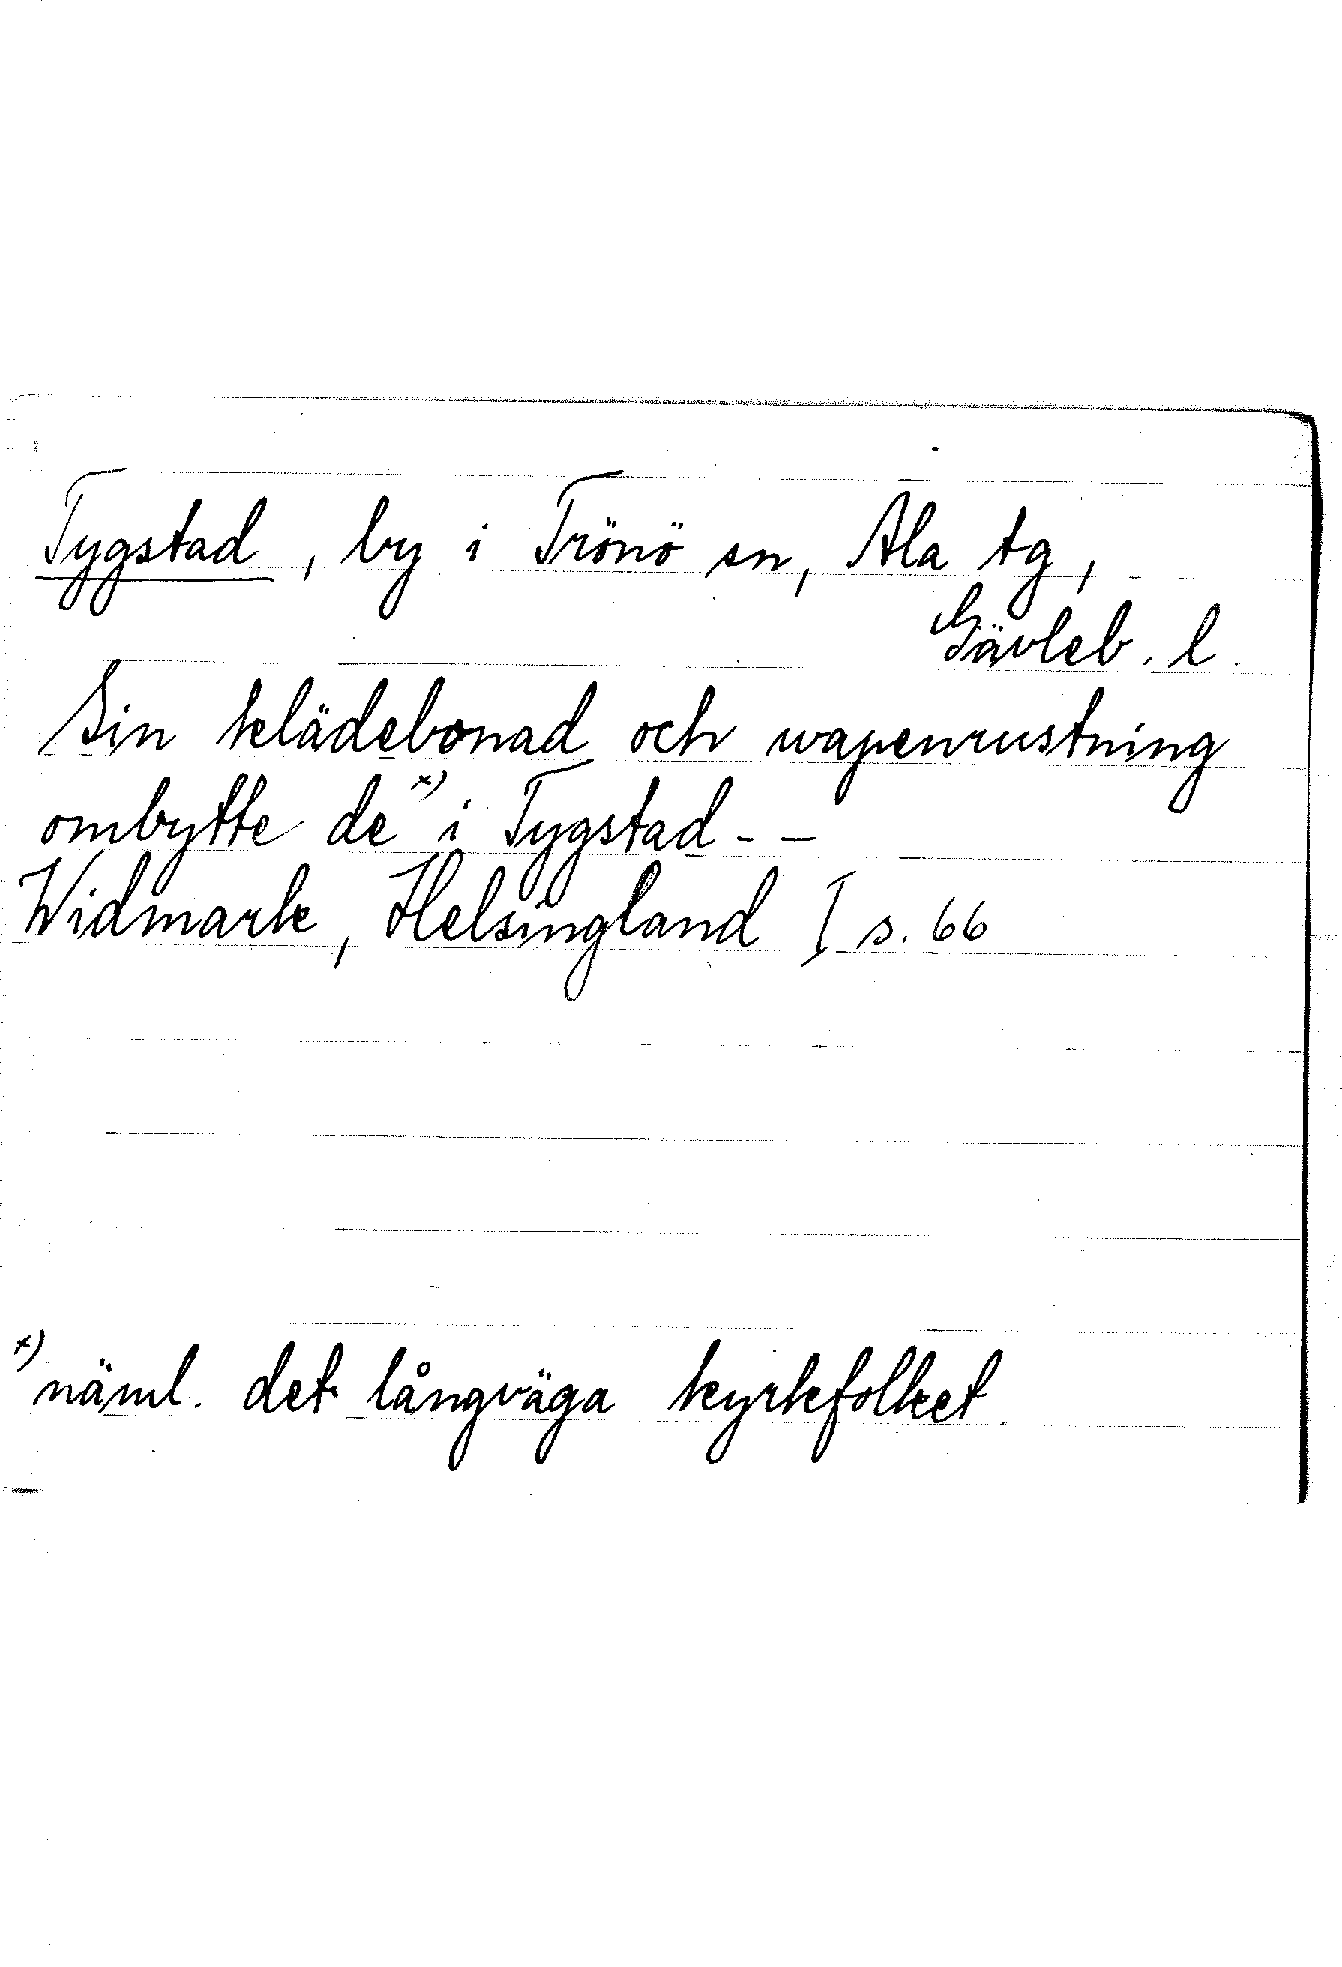 Tygstad, by i Trönö sn, Ala tg,
Gävleb. l.
Sin klädebonad och wapenrustning
ombytte de x) i Tygstad - -
Widmark, Helsingland I s. 66
x) näml. det långväga kyrkfolket